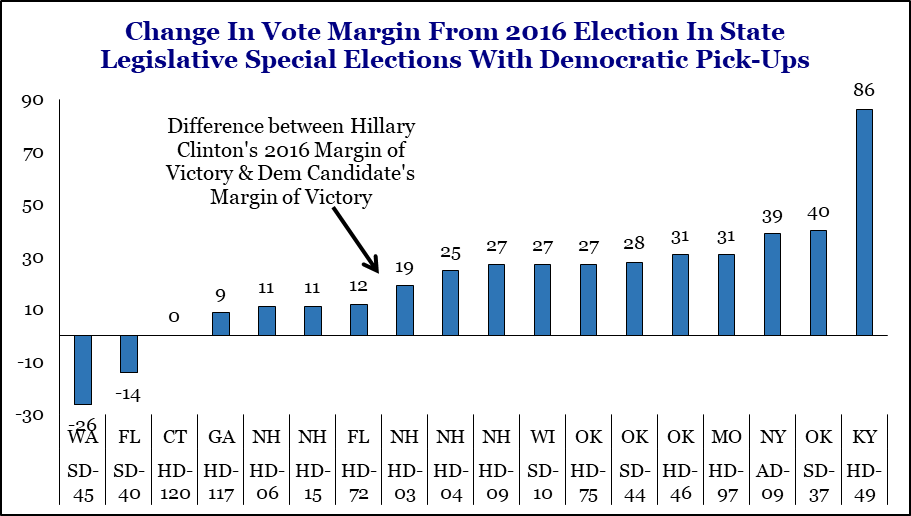 Change In Vote Margin From 2016 Election In State
Legislative Special Elections With Democratic Pick-Ups
90
70
50
30
10
-10
-30
Difference between Hillary
Clinton's 2016 Margin of
Victory & Dem Candidate's
Margin of Victory
-26
-14
0
9
11
11
12
19
25
27
27
27
28
31
31
39
40
86
WA FL CT GA NH NH FL NH NH NH WI OK OK OK MO NY OK KY
SD- SD- HD- HD- HD- HD- HD- HD- HD- HD- SD- HD- SD- HD- HD- AD- SD- HD-
45 40 120 117 06 15 72 03 04 09 10 75 44 46 97 09 37 49